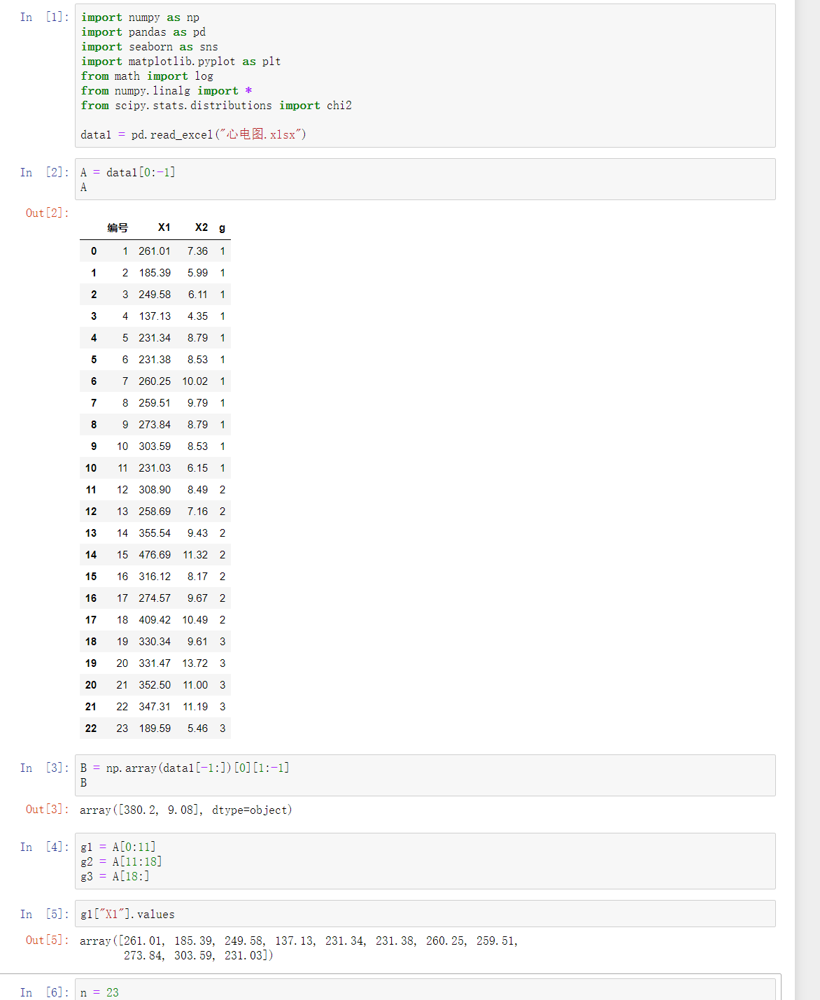 In [1]: import numpy as np
import pandas as pd
import seaborn as sns
import matplotlib.pyplot as plt
from math import log
from numpy.linalg import *
from scipy.stats.distributions import chi2
data1 = pd.read_excel("心电图.xlsx")
In [2]: A = data1[0:-1]
A
Out[2]:
编号 X1 X2 g
0 1 261.01 7.36 1
1 2 185.39 5.99 1
2 3 249.58 6.11 1
3 4 137.13 4.35 1
4 5 231.34 8.79 1
5 6 231.38 8.53 1
6 7 260.25 10.02 1
7 8 259.51 9.79 1
8 9 273.84 8.79 1
9 10 303.59 8.53 1
10 11 231.03 6.15 1
11 12 308.90 8.49 2
12 13 258.69 7.16 2
13 14 355.54 9.43 2
14 15 476.69 11.32 2
15 16 316.12 8.17 2
16 17 274.57 9.67 2
17 18 409.42 10.49 2
18 19 330.34 9.61 3
19 20 331.47 13.72 3
20 21 352.50 11.00 3
21 22 347.31 11.19 3
22 23 189.59 5.46 3
In [3]: B = np.array(data1[-1:])[0][1:-1]
B
Out[3]: array([380.2, 9.08], dtype=object)
In [4]: g1 = A[0:11]
g2 = A[11:18]
g3 = A[18:]
In [5]: g1["X1"].values
Out[5]: array([261.01, 185.39, 249.58, 137.13, 231.34, 231.38, 260.25, 259.51,
273.84, 303.59, 231.03])
In [6]: n = 23